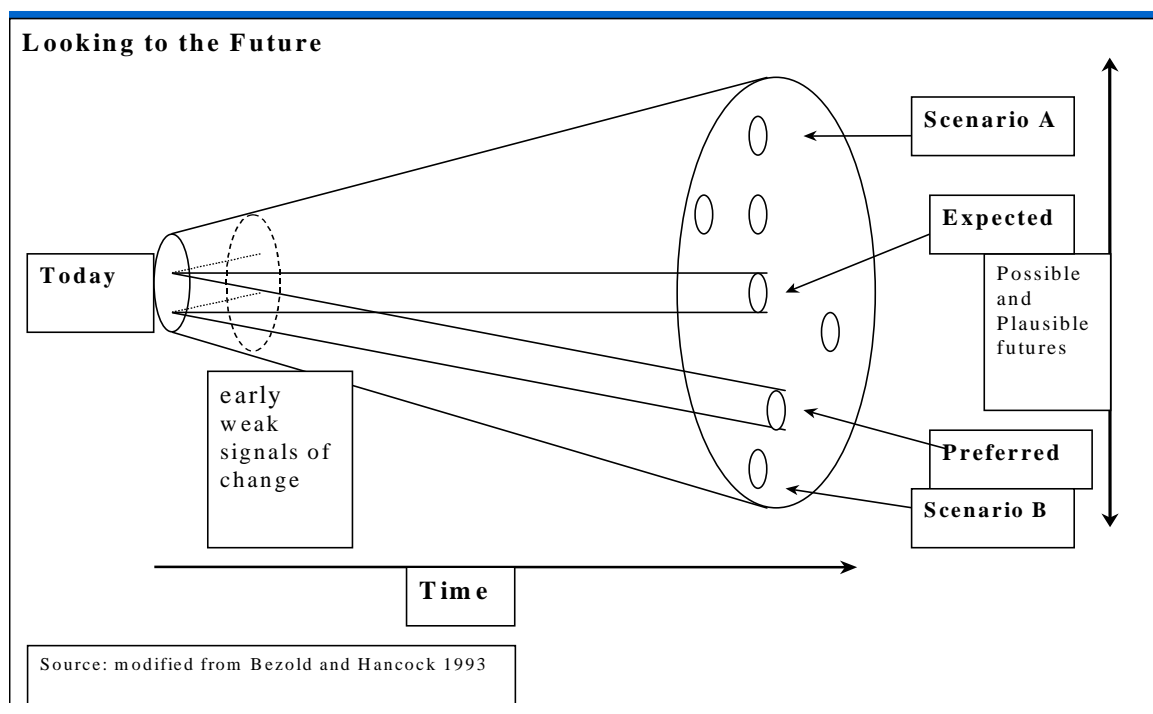 Looking to the Future
Scenario A
Expected
Today
Possible
and
Plausible
futures
early
weak
signals of
change
Preferred
Scenario B
Time
Source: modified from Bezold and Hancock 1993